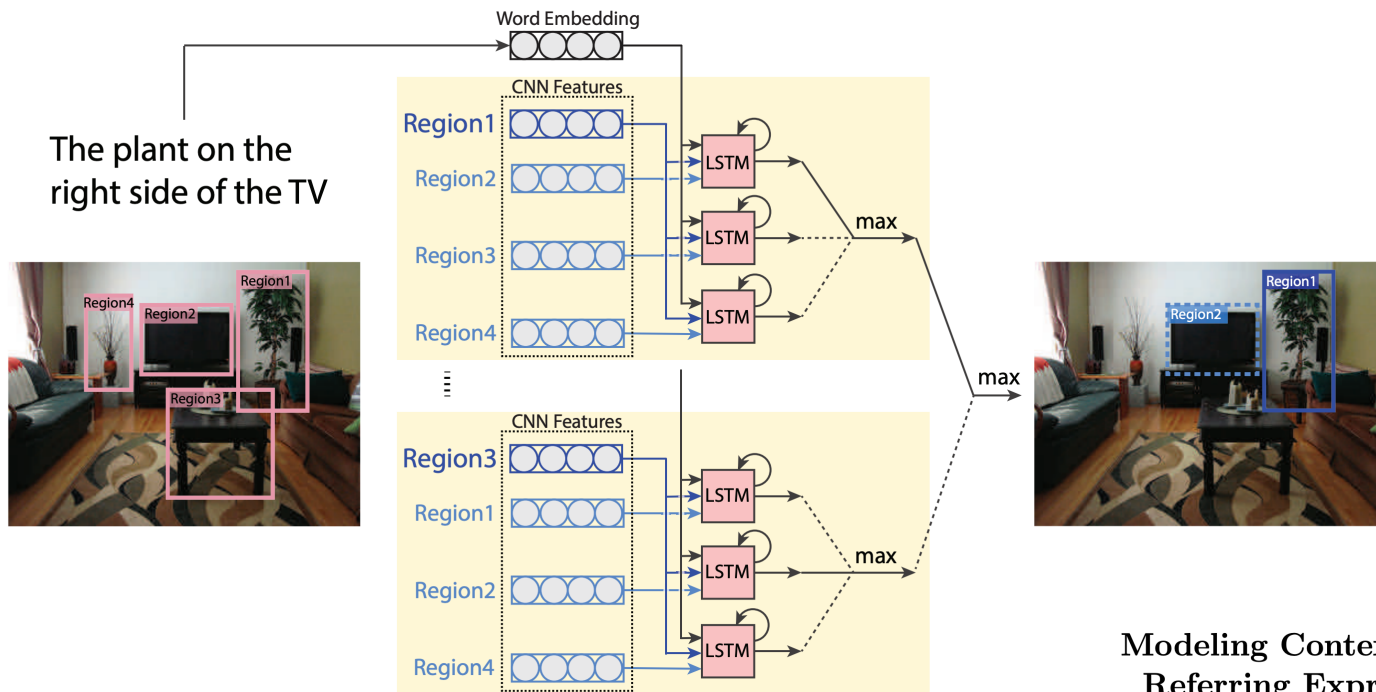 Word Embedding
The plant on the
right side of the TV
CNN Features
Region1
Region2
Region3
Region4
LSTM
LSTM
LSTM
max
CNN Features
Region3
Region1
Region2
Region4
LSTM
LSTM
LSTM
max
max
Region1
Region4
Region2
Region3
Region1
Region2
Modeling Conte
Referring Expr